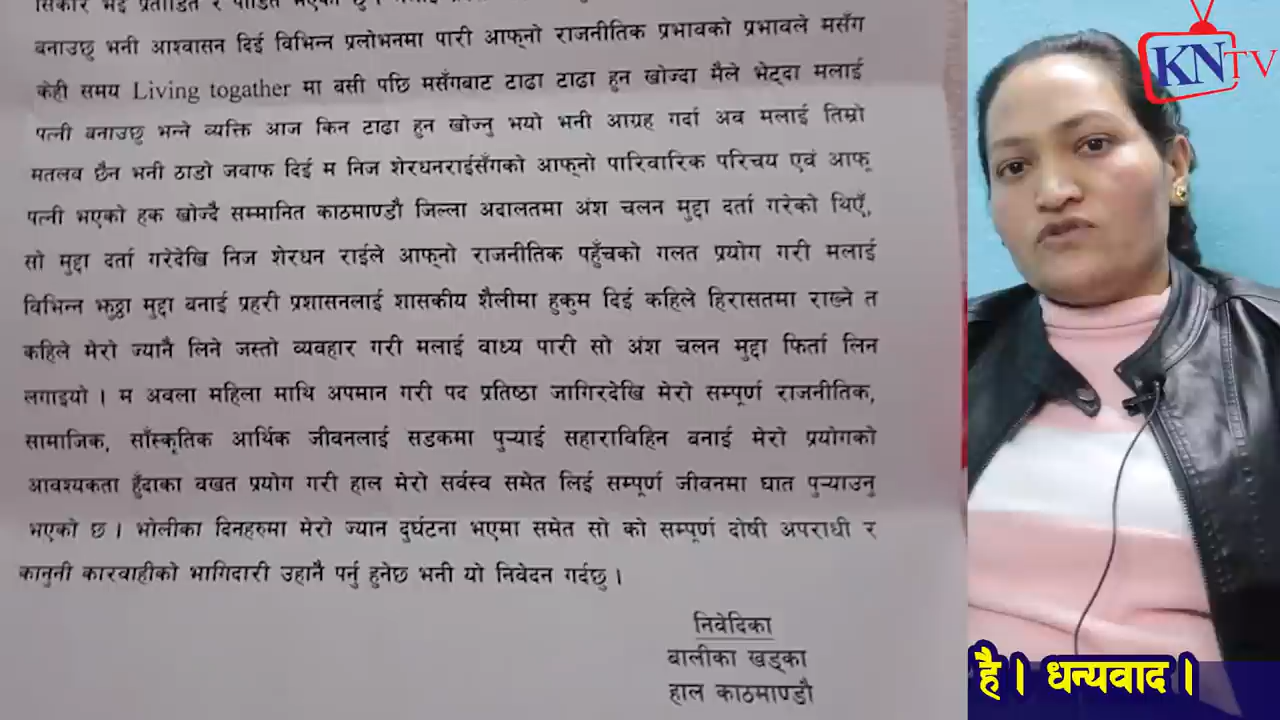 बनाउछु भनी आश्वासन दिई विभिन्न प्रलोभनमा पारी आफ्नो राजनीतिक प्रभावको प्रभावले मसँग
केही समय Living togather मा बसी पछि मसँगबाट टाढा टाढा हुन खोज्दा मैले भेट्दा मलाई
पत्नी बनाउछु भन्ने व्यक्ति आज किन टाढा हुन खोज्नु भयो भनी आग्रह गर्दा अब मलाई तिम्रो
मतलव छैन भनी ठाडो जवाफ दिई म निज शेरधनराईसँगको आफ्नो पारिवारिक परिचय एवं आफू
पत्नी भएको हक खोज्दै सम्मानित काठमाण्डौ जिल्ला अदालतमा अंश चलन मुद्दा दर्ता गरेको थिएँ,
सो मुद्दा दर्ता गरेदेखि निज शेरधन राईले आफ्नो राजनीतिक पहुँचको गलत प्रयोग गरी मलाई
विभिन्न झुठ्ठा मुद्दा बनाई प्रहरी प्रशासनलाई शासकीय शैलीमा हुकुम दिई कहिले हिरासतमा राख्ने त
कहिले मेरो ज्यानै लिने जस्तो व्यवहार गरी मलाई वाध्य पारी सो अंश चलन मुद्दा फिर्ता लिन
लगाइयो । म अवला महिला माथि अपमान गरी पद प्रतिष्ठा जागिरदेखि मेरो सम्पूर्ण राजनीतिक,
सामाजिक, साँस्कृतिक आर्थिक जीवनलाई सडकमा पुऱ्याई सहाराविहिन बनाई मेरो प्रयोगको
आवश्यकता हुँदाका वखत प्रयोग गरी हाल मेरो सर्वस्व समेत लिई सम्पूर्ण जीवनमा घात पुऱ्याउनु
भएको छ । भोलीका दिनहरुमा मेरो ज्यान दुर्घटना भएमा समेत सो को सम्पूर्ण दोषी अपराधी र
कानुनी कारवाहीको भागिदारी उहानै पर्नु हुनेछ भनी यो निवेदन गर्दछु ।
निवेदिका
बालीका खड्का
हाल काठमाण्डौ
KNTV
है । धन्यवाद ।